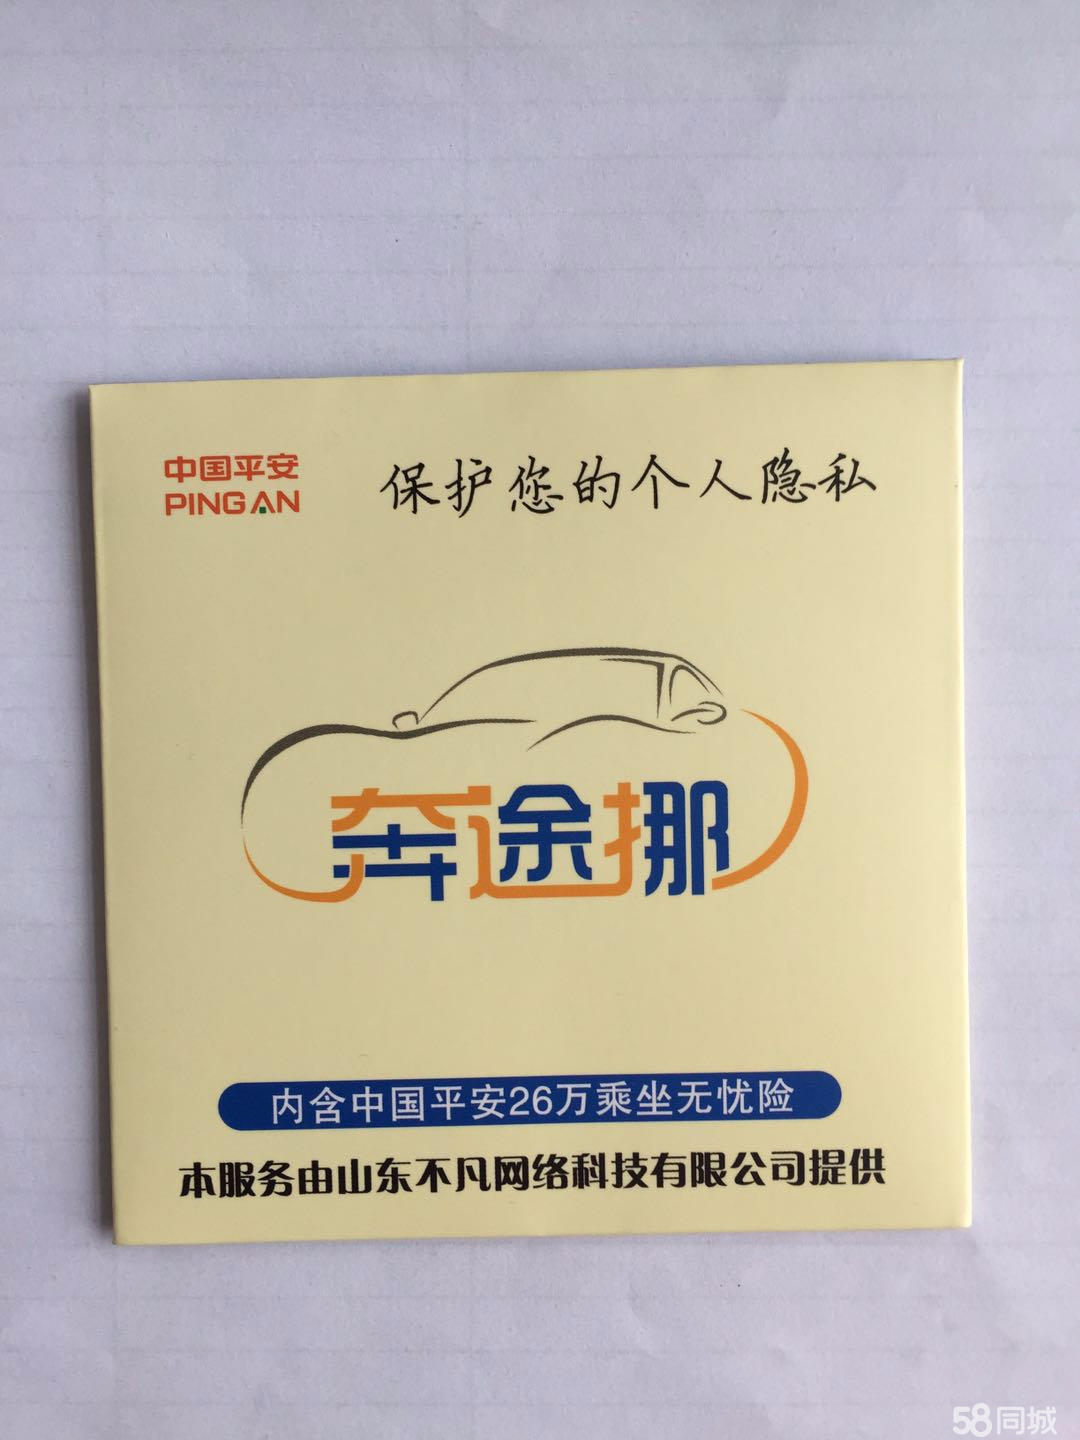 中国平安
PING AN
保护您的个人隐私
奔途挪
内含中国平安26万乘坐无忧险
本服务由山东不凡网络科技有限公司提供
58同城